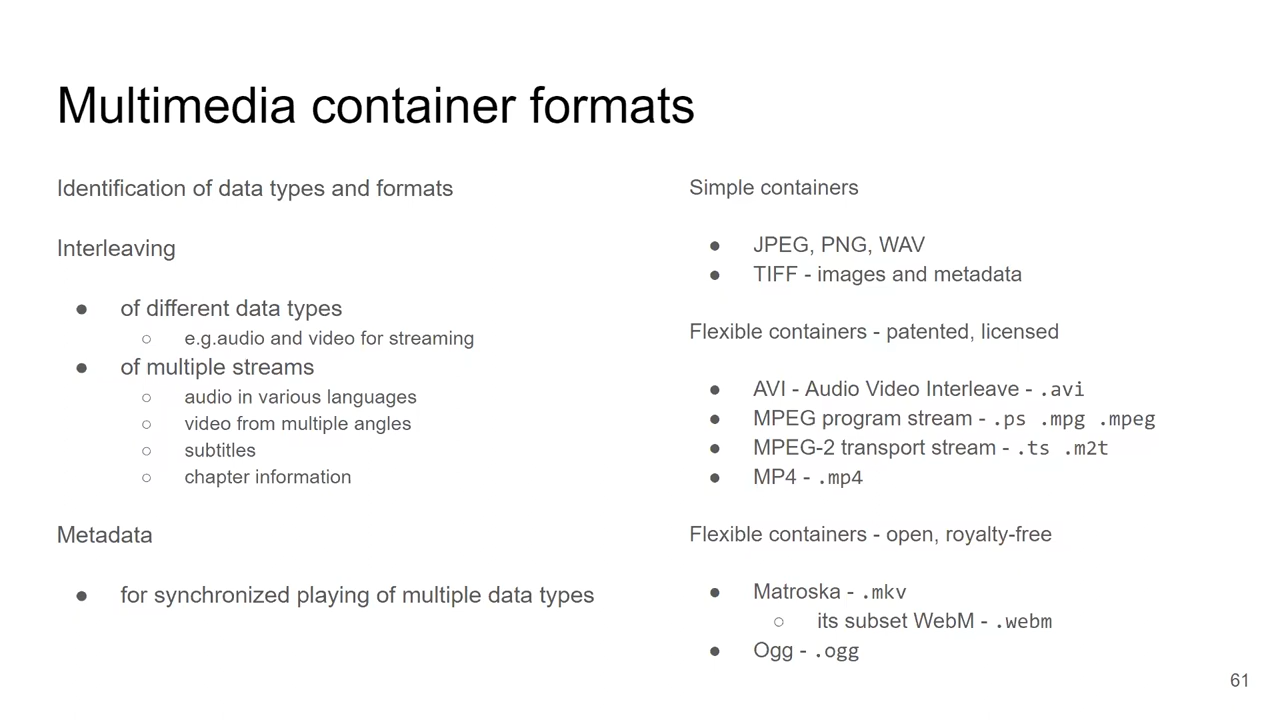 Multimedia container formats
Identification of data types and formats
Interleaving
● of different data types
○ e.g.audio and video for streaming
● of multiple streams
○ audio in various languages
○ video from multiple angles
○ subtitles
○ chapter information
Metadata
● for synchronized playing of multiple data types
Simple containers
● JPEG, PNG, WAV
● TIFF - images and metadata
Flexible containers - patented, licensed
● AVI - Audio Video Interleave - .avi
● MPEG program stream - .ps .mpg .mpeg
● MPEG-2 transport stream - .ts .m2t
● MP4 - .mp4
Flexible containers - open, royalty-free
● Matroska - .mkv
○ its subset WebM - .webm
● Ogg - .ogg
61